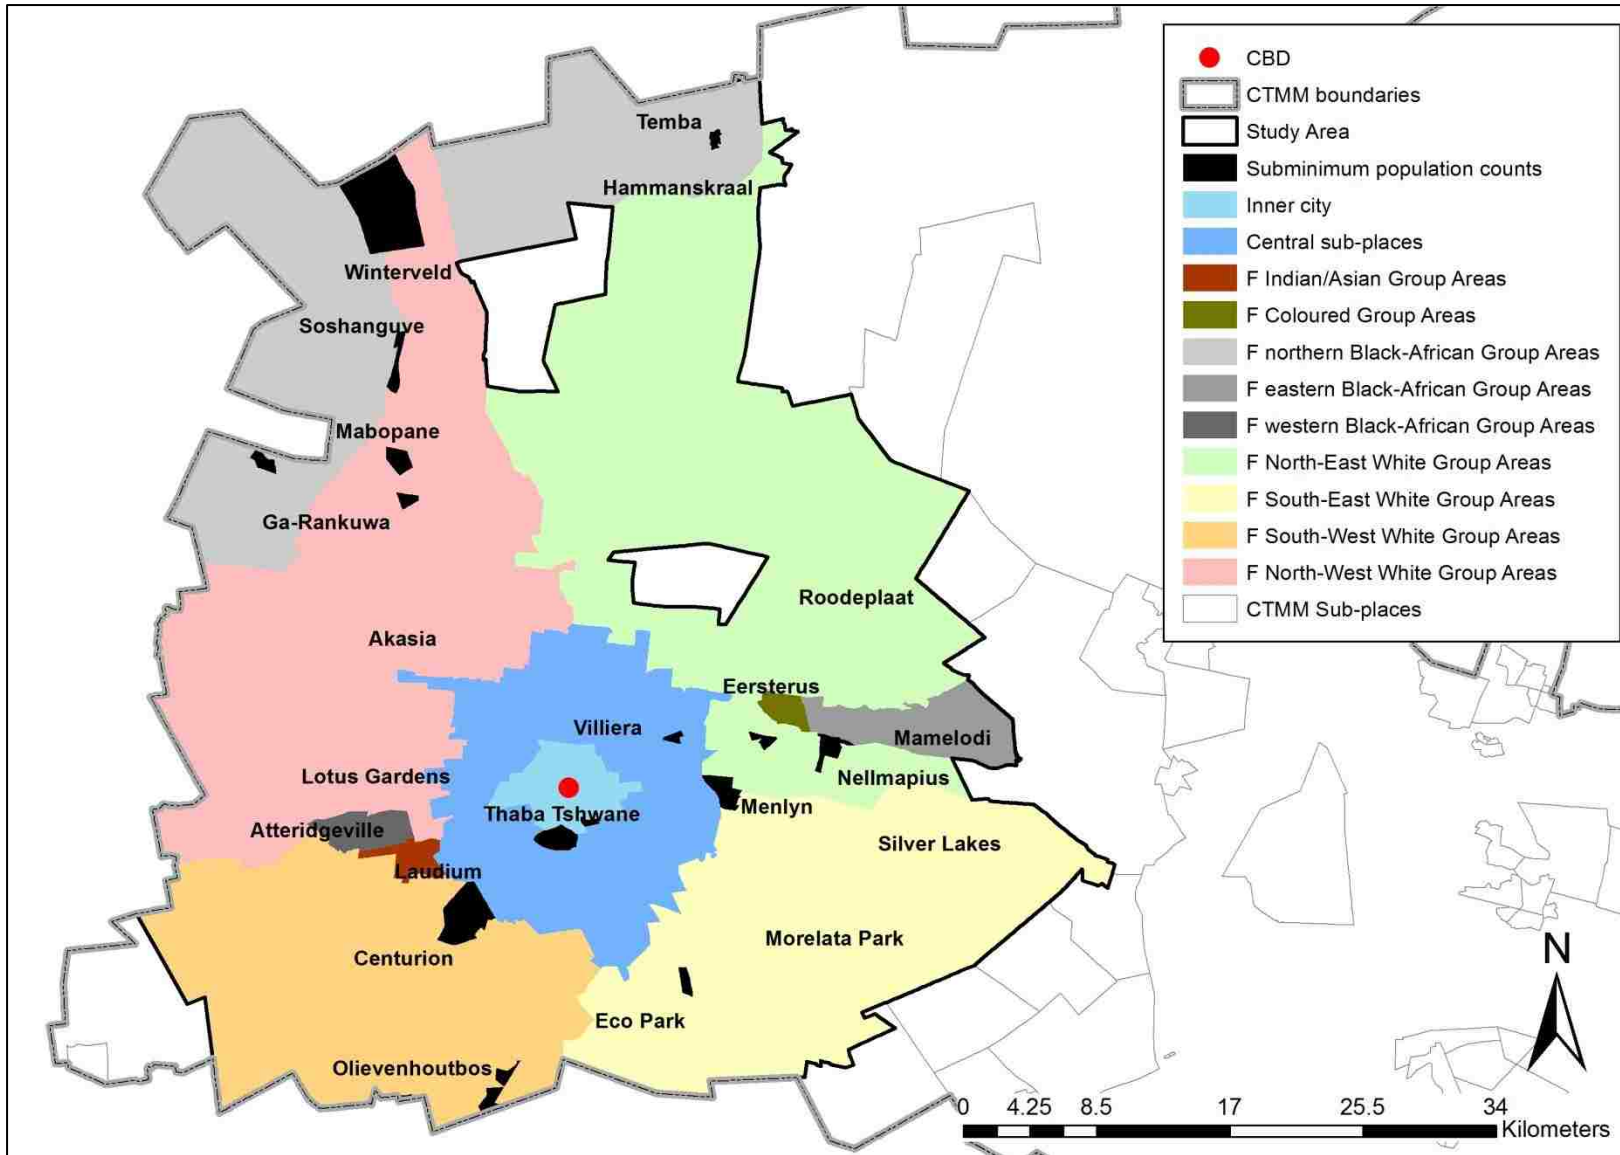 CBD
CTMM boundaries
Study Area
Subminimum population counts
Inner city
Central sub-places
F Indian/Asian Group Areas
F Coloured Group Areas
F northern Black-African Group Areas
F eastern Black-African Group Areas
F western Black-African Group Areas
F North-East White Group Areas
F South-East White Group Areas
F South-West White Group Areas
F North-West White Group Areas
CTMM Sub-places
Temba
Hammanskraal
Winterveld
Soshanguve
Mabopane
Ga-Rankuwa
Roodeplaat
Akasia
Eersterus
Villiera
Mamelodi
Lotus Gardens
Nellmapius
Menlyn
Thaba Tshwane
Atteridgeville
Silver Lakes
Laudium
Morelata Park
Centurion
Eco Park
Olievenhoutbos
N
0 4.25 8.5 17 25.5 34
Kilometers